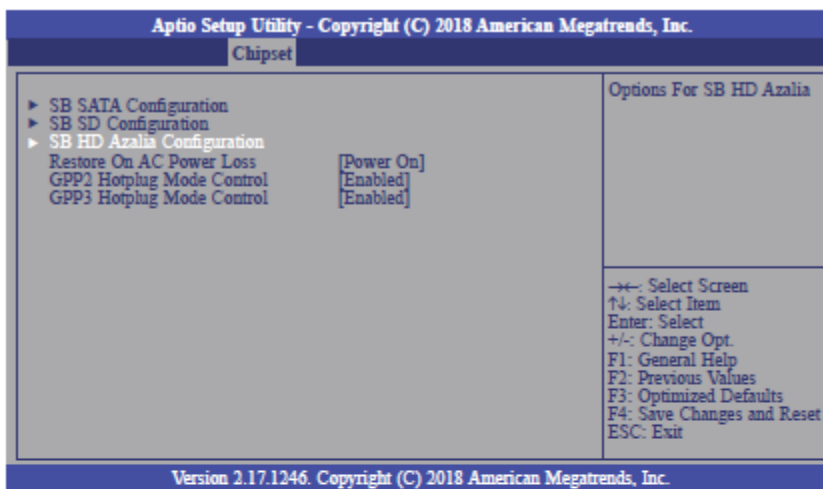 Aptio Setup Utility - Copyright (C) 2018 American Megatrends, Inc.
Chipset
► SB SATA Configuration
► SB SD Configuration
► SB HD Azalia Configuration
Restore On AC Power Loss [Power On]
GPP2 Hotplug Mode Control [Enabled]
GPP3 Hotplug Mode Control [Enabled]
Options For SB HD Azalia
→←: Select Screen
↑↓: Select Item
Enter: Select
+/-: Change Opt.
F1: General Help
F2: Previous Values
F3: Optimized Defaults
F4: Save Changes and Reset
ESC: Exit
Version 2.17.1246. Copyright (C) 2018 American Megatrends, Inc.